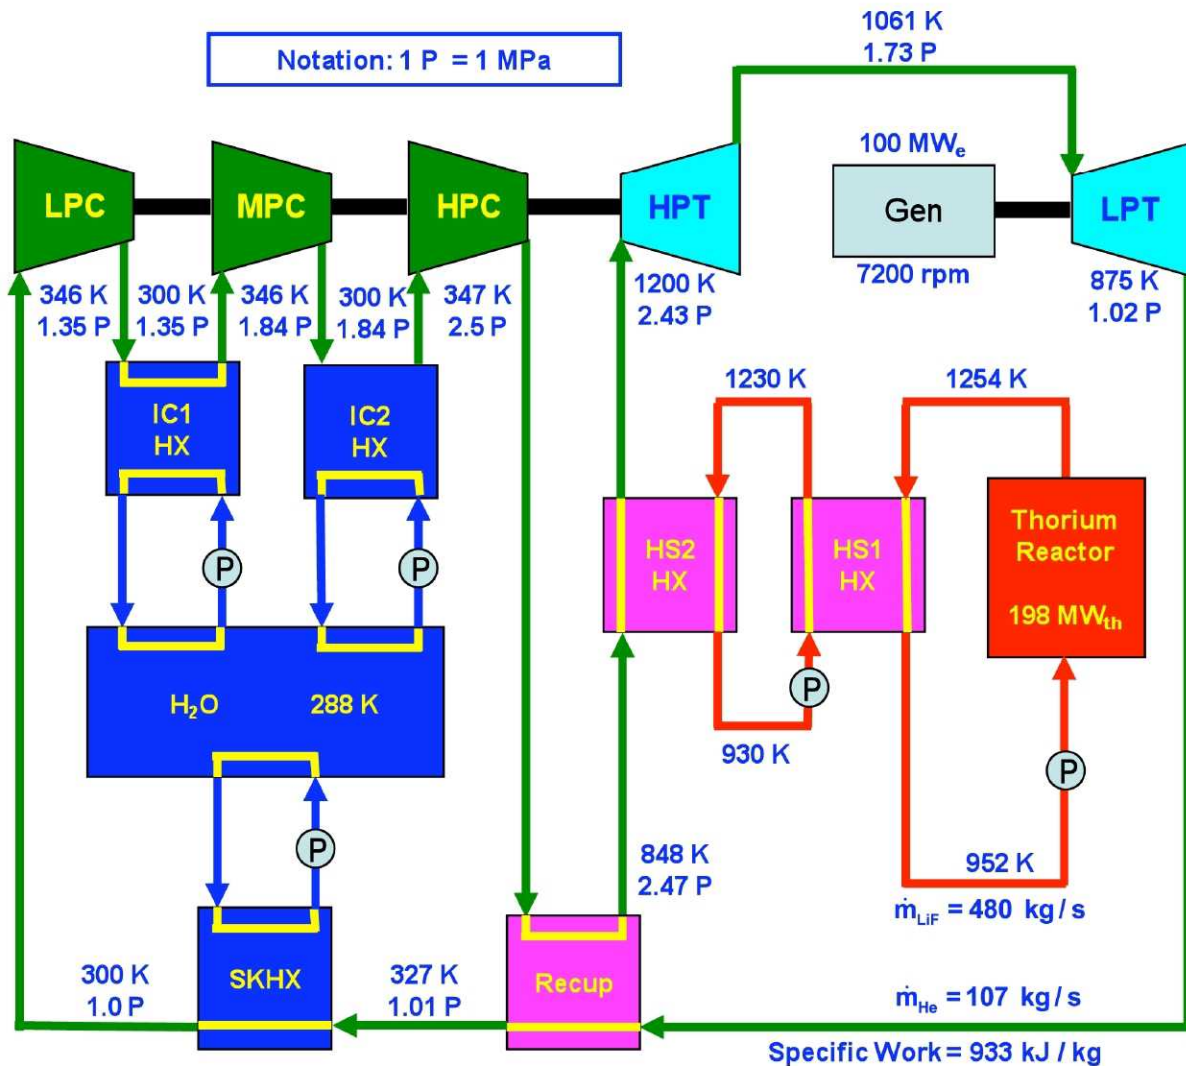 1061 K
1.73 P
Notation: 1 P = 1 MPa
LPC
MPC
HPC
HPT
100 MWₑ
Gen
7200 rpm
LPT
346 K
1.35 P
300 K
1.35 P
346 K
1.84 P
300 K
1.84 P
347 K
2.5 P
1200 K
2.43 P
875 K
1.02 P
IC1
HX
IC2
HX
1230 K
1254 K
P
P
HS2
HX
HS1
HX
Thorium
Reactor
198 MWth
P
930 K
H₂O
288 K
P
P
848 K
2.47 P
952 K
ṁLiF = 480 kg / s
SKHX
Recup
300 K
1.0 P
327 K
1.01 P
ṁHe = 107 kg / s
Specific Work = 933 kJ / kg